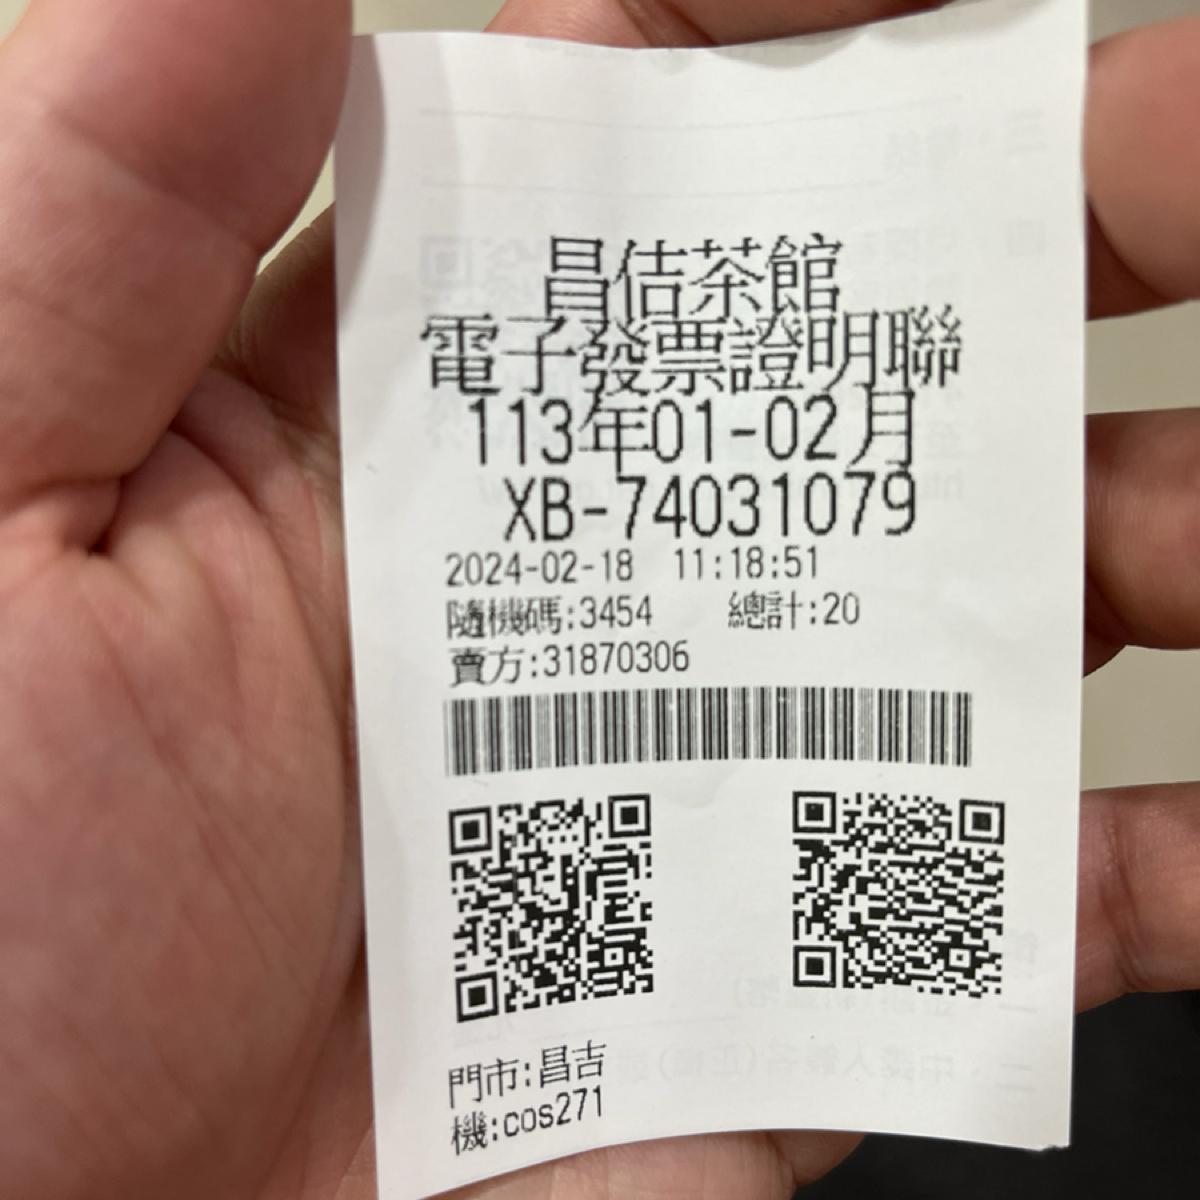 昌佶茶館
電子發票證明聯
113年01-02月
XB-74031079
2024-02-18 11:18:51
隨機碼:3454 總計:20
賣方:31870306
門市:昌吉
機:cos271